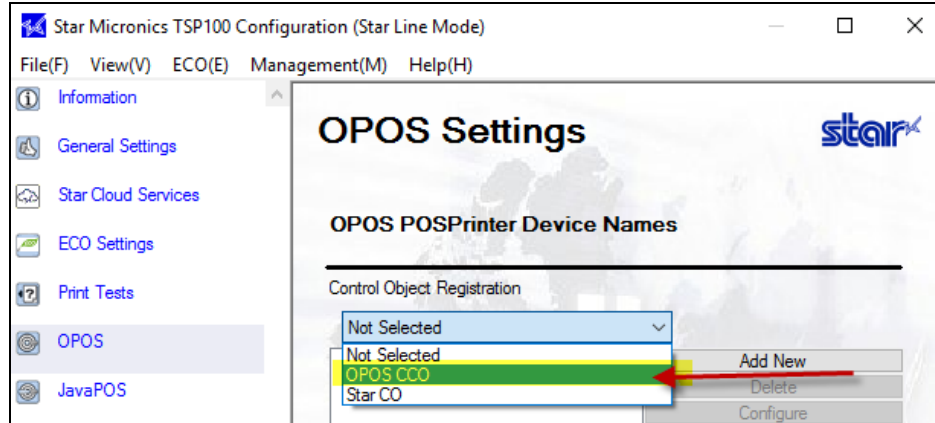 Star Micronics TSP100 Configuration (Star Line Mode)
File(F) View(V) ECO(E) Management(M) Help(H)
Information
General Settings
Star Cloud Services
ECO Settings
Print Tests
OPOS
JavaPOS
OPOS Settings
star
OPOS POSPrinter Device Names
Control Object Registration
Not Selected
Not Selected
OPOS CCO
Star CO
Add New
Delete
Configure